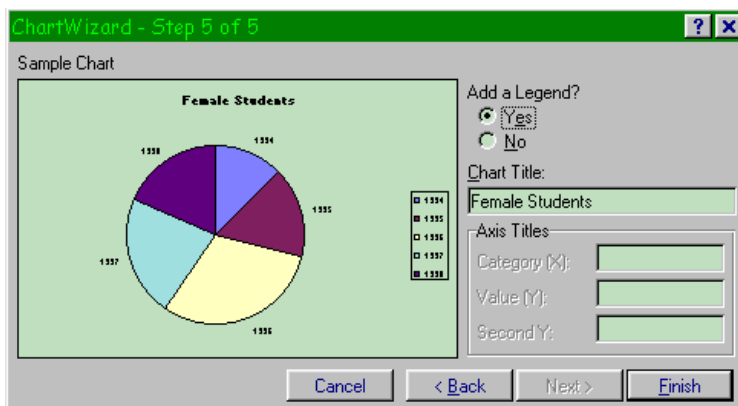 ChartWizard - Step 5 of 5
Sample Chart
Female Students
1994
1995
1996
1997
1998
1994
1995
1996
1997
1998
Add a Legend?
Yes
No
Chart Title:
Female Students
Axis Titles
Category (X):
Value (Y):
Second Y:
Cancel
< Back
Next >
Finish